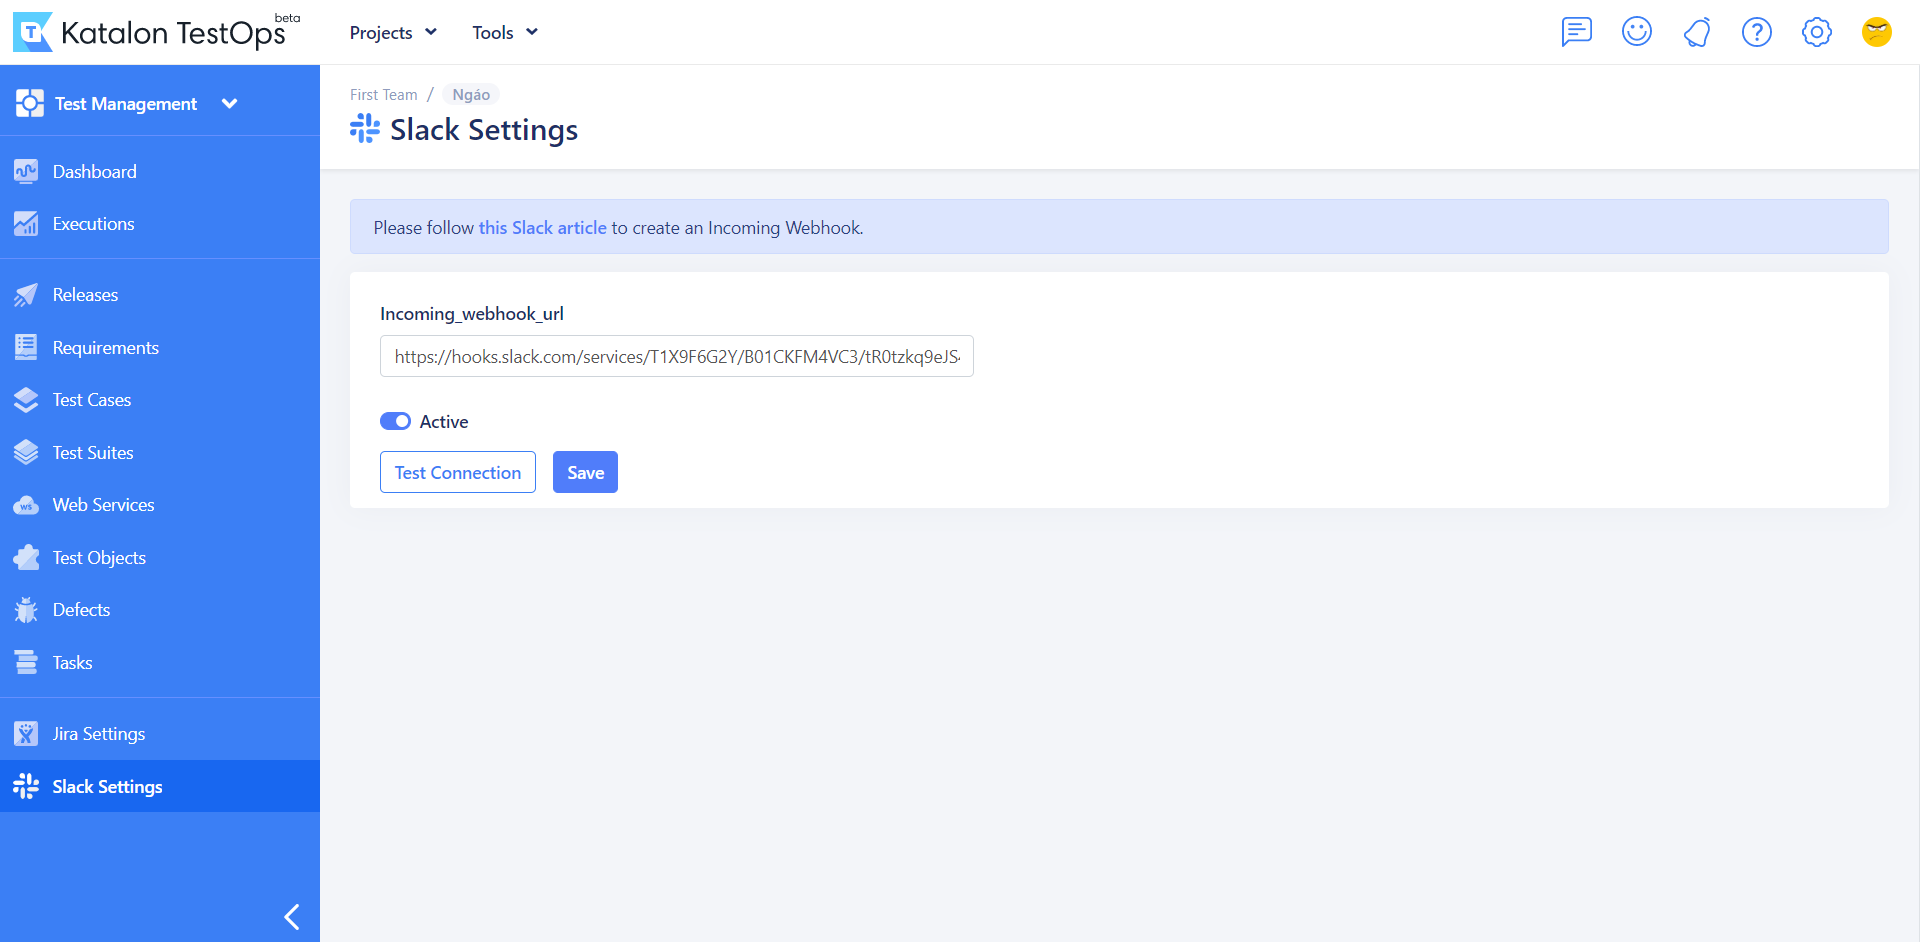 Katalon TestOps beta
Projects
Tools
Test Management
Dashboard
Executions
Releases
Requirements
Test Cases
Test Suites
WS
Web Services
Test Objects
Defects
Tasks
Jira Settings
Slack Settings
First Team / Ngáo
Slack Settings
Please follow this Slack article to create an Incoming Webhook.
Incoming_webhook_url
https://hooks.slack.com/services/T1X9F6G2Y/B01CKFM4VC3/tR0tzkq9eJS
Active
Test Connection
Save